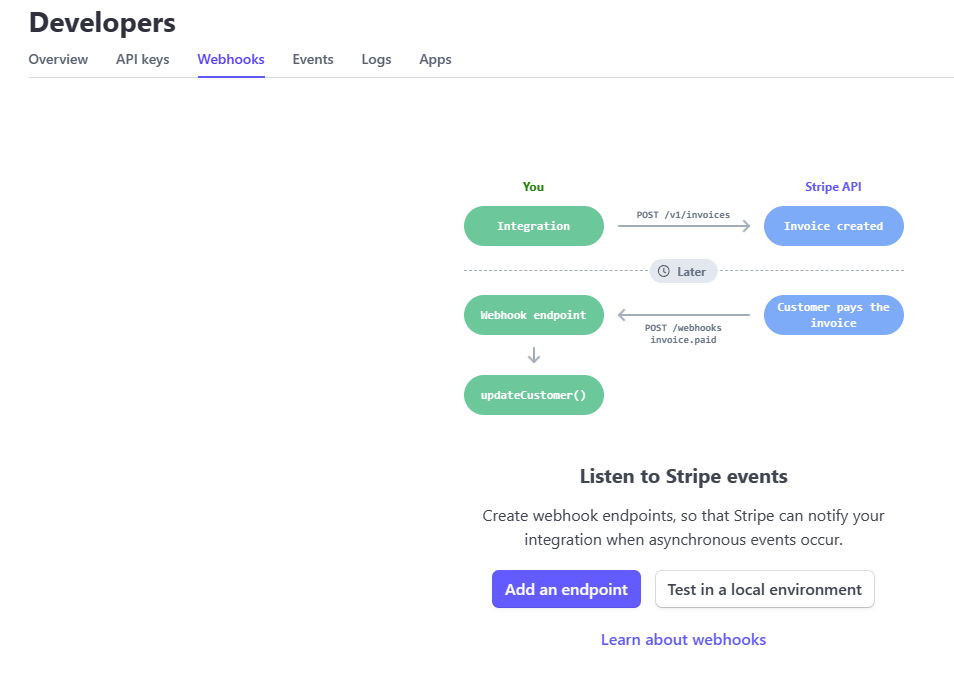 Developers
Overview API keys Webhooks Events Logs Apps
You Stripe API
Integration POST /v1/invoices Invoice created
Later
Webhook endpoint POST /webhooks invoice.paid Customer pays the invoice
updateCustomer()
Listen to Stripe events
Create webhook endpoints, so that Stripe can notify your
integration when asynchronous events occur.
Add an endpoint Test in a local environment
Learn about webhooks